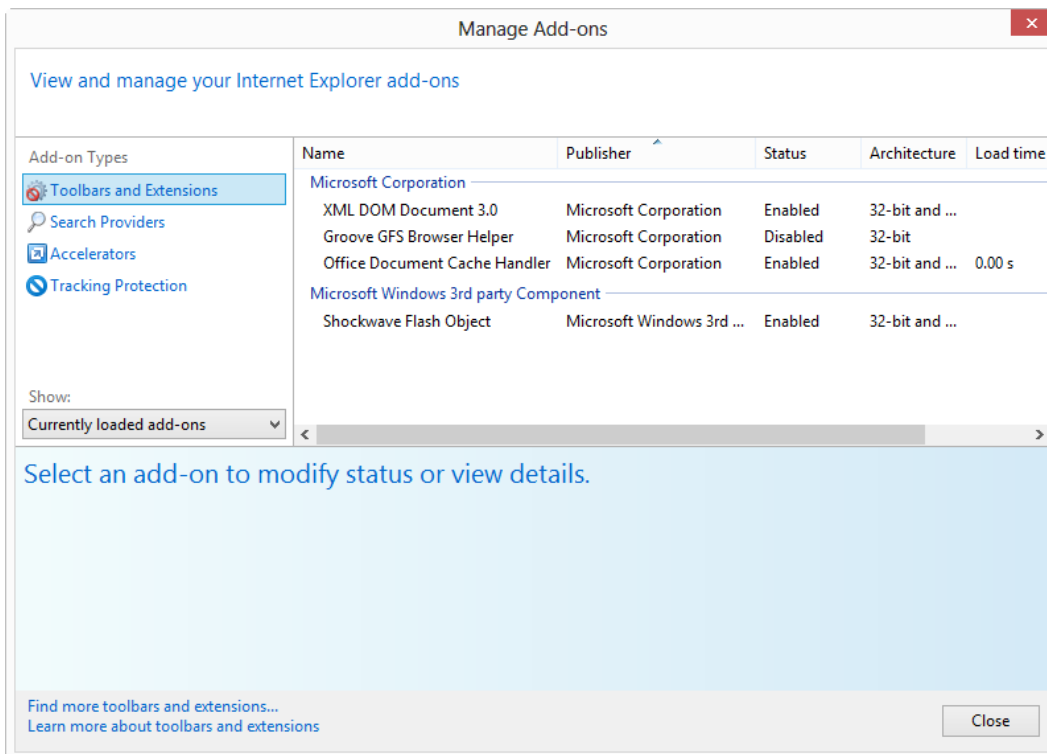 Manage Add-ons
View and manage your Internet Explorer add-ons
Add-on Types
Toolbars and Extensions
Search Providers
Accelerators
Tracking Protection
Show:
Currently loaded add-ons
Name Publisher Status Architecture Load time
Microsoft Corporation
XML DOM Document 3.0 Microsoft Corporation Enabled 32-bit and ...
Groove GFS Browser Helper Microsoft Corporation Disabled 32-bit
Office Document Cache Handler Microsoft Corporation Enabled 32-bit and ... 0.00 s
Microsoft Windows 3rd party Component
Shockwave Flash Object Microsoft Windows 3rd ... Enabled 32-bit and ...
Select an add-on to modify status or view details.
Find more toolbars and extensions...
Learn more about toolbars and extensions
Close